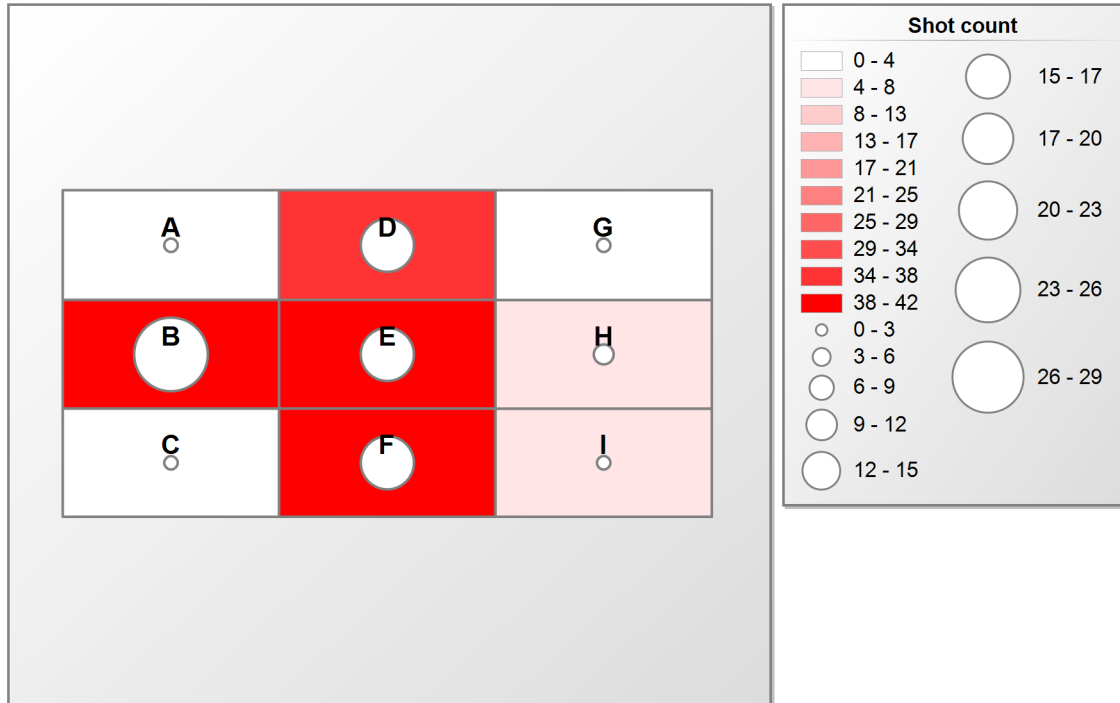 A
D
G
B
E
H
C
F
I
Shot count
0 - 4
4 - 8
8 - 13
13 - 17
17 - 21
21 - 25
25 - 29
29 - 34
34 - 38
38 - 42
0 - 3
3 - 6
6 - 9
9 - 12
12 - 15
15 - 17
17 - 20
20 - 23
23 - 26
26 - 29